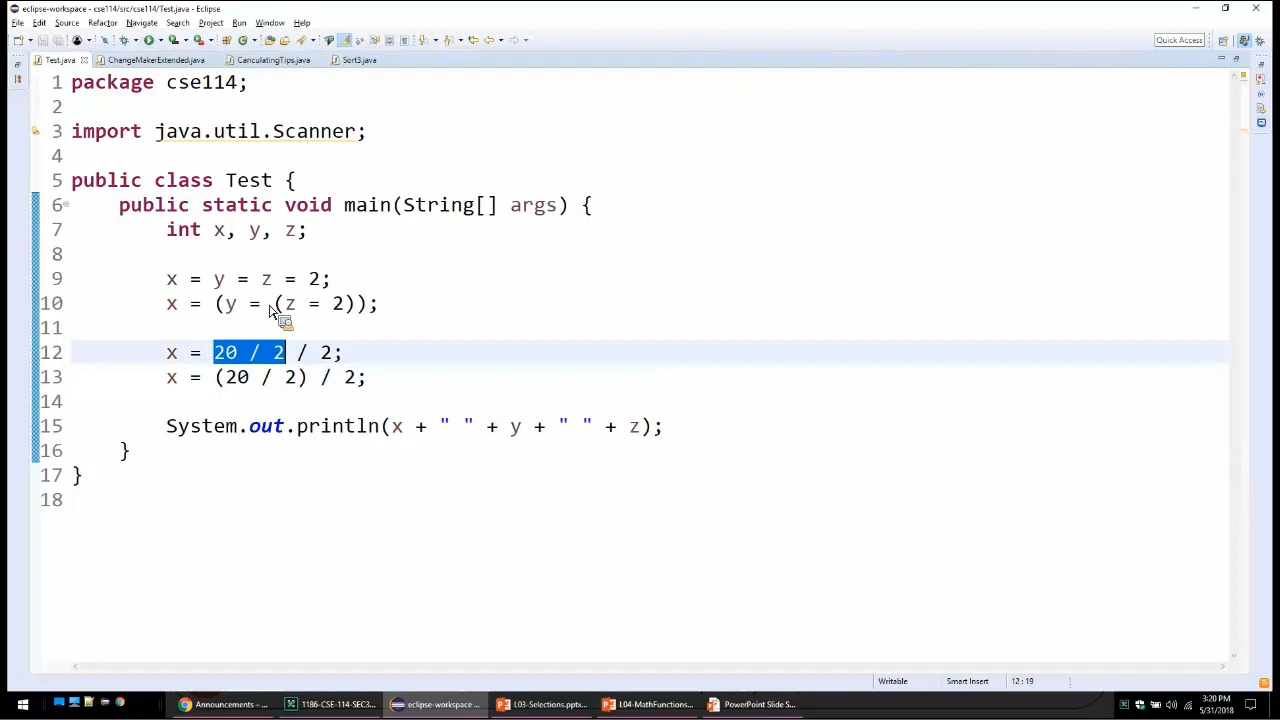 eclipse-workspace - cse114/src/cse114/Test.java - Eclipse
File Edit Source Refactor Navigate Search Project Run Window Help
Quick Access
Test.java ChangeMakerExtended.java CanculatingTips.java Sort3.java
1 package cse114;
2
3 import java.util.Scanner;
4
5 public class Test {
6 public static void main(String[] args) {
7 int x, y, z;
8
9 x = y = z = 2;
10 x = (y = (z = 2));
11
12 x = 20 / 2 / 2;
13 x = (20 / 2) / 2;
14
15 System.out.println(x + " " + y + " " + z);
16 }
17 }
18
Writable Smart Insert 12 : 19
Announcements – ... 1186-CSE-114-SEC3... eclipse-workspace ... L03-Selections.pptx... L04-MathFunctions... PowerPoint Slide S... 3:20 PM
5/31/2018